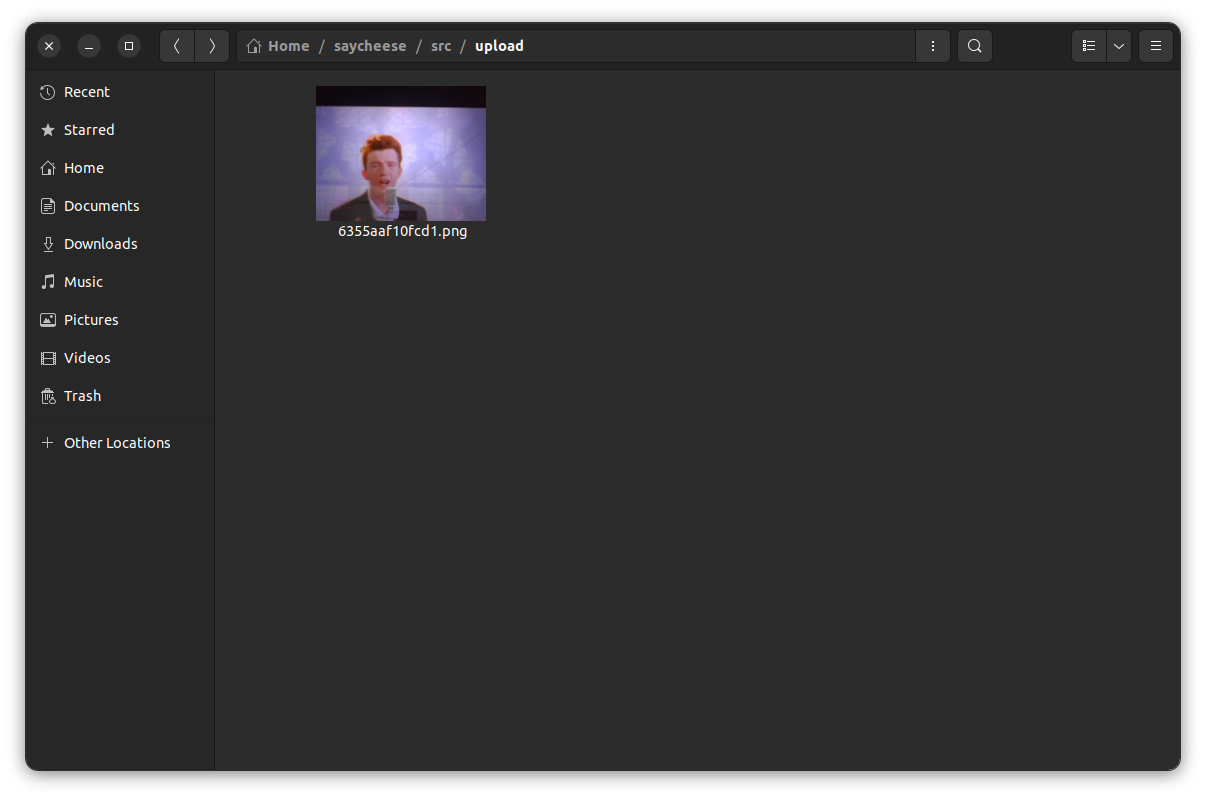 Home / saycheese / src / upload
Recent
Starred
Home
Documents
Downloads
Music
Pictures
Videos
Trash
Other Locations
6355aaf10fcd1.png